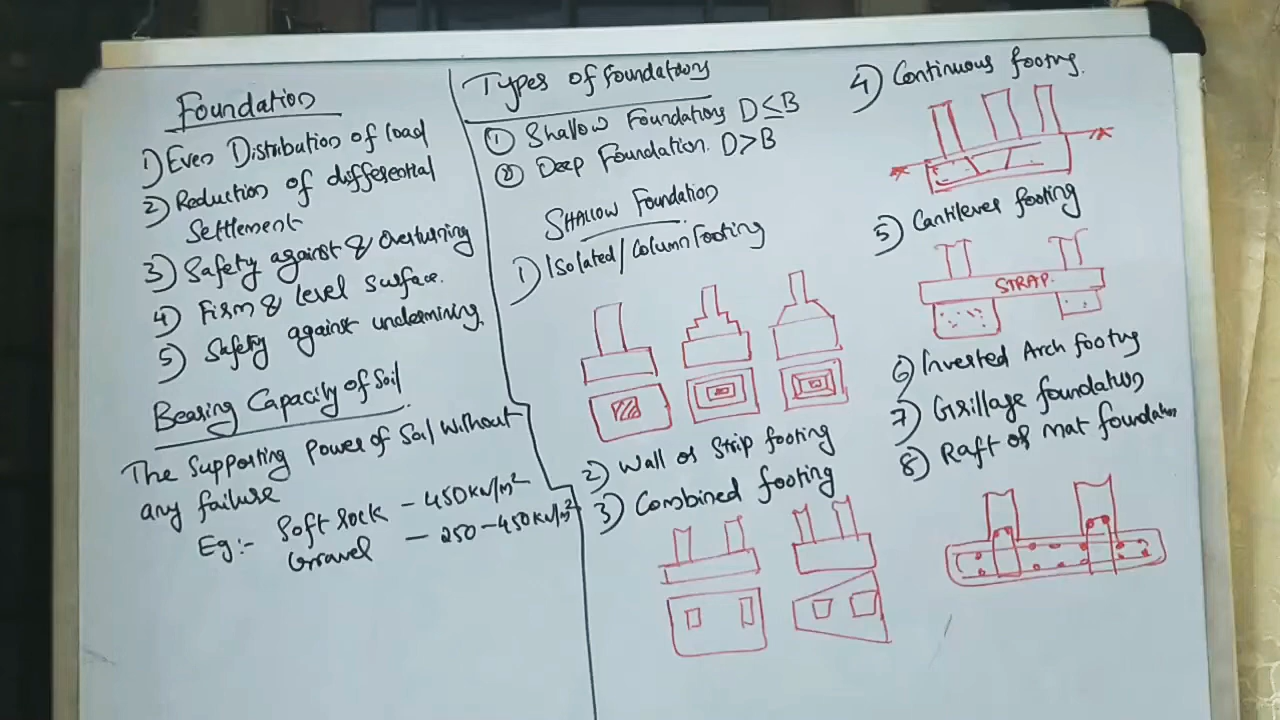 Foundation
1) Even Distribution of load
2) Reduction of differential
Settlement
3) Safety against & Overturning
4) Firm & level surface.
5) Safety against undermining.
Bearing Capacity of Soil
The Supporting Power of Soil without
any failure
Eg:- Soft rock - 450KN/m²
Gravel - 250-450KN/m²
Types of Foundations
① Shallow Foundations D≤B
② Deep Foundation. D>B
SHALLOW Foundation
1) Isolated/Column Footing
2) Wall or Strip footing
3) Combined footing
4) Continuous footing.
5) Cantilever footing
STRAP.
6) Inverted Arch footing
7) Grillage foundation
8) Raft or mat foundation